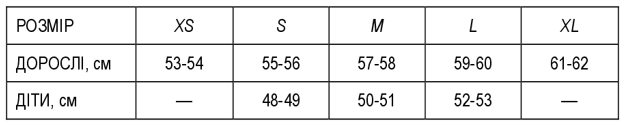 РОЗМІР XS S M L XL
ДОРОСЛІ, см 53-54 55-56 57-58 59-60 61-62
ДІТИ, см — 48-49 50-51 52-53 —